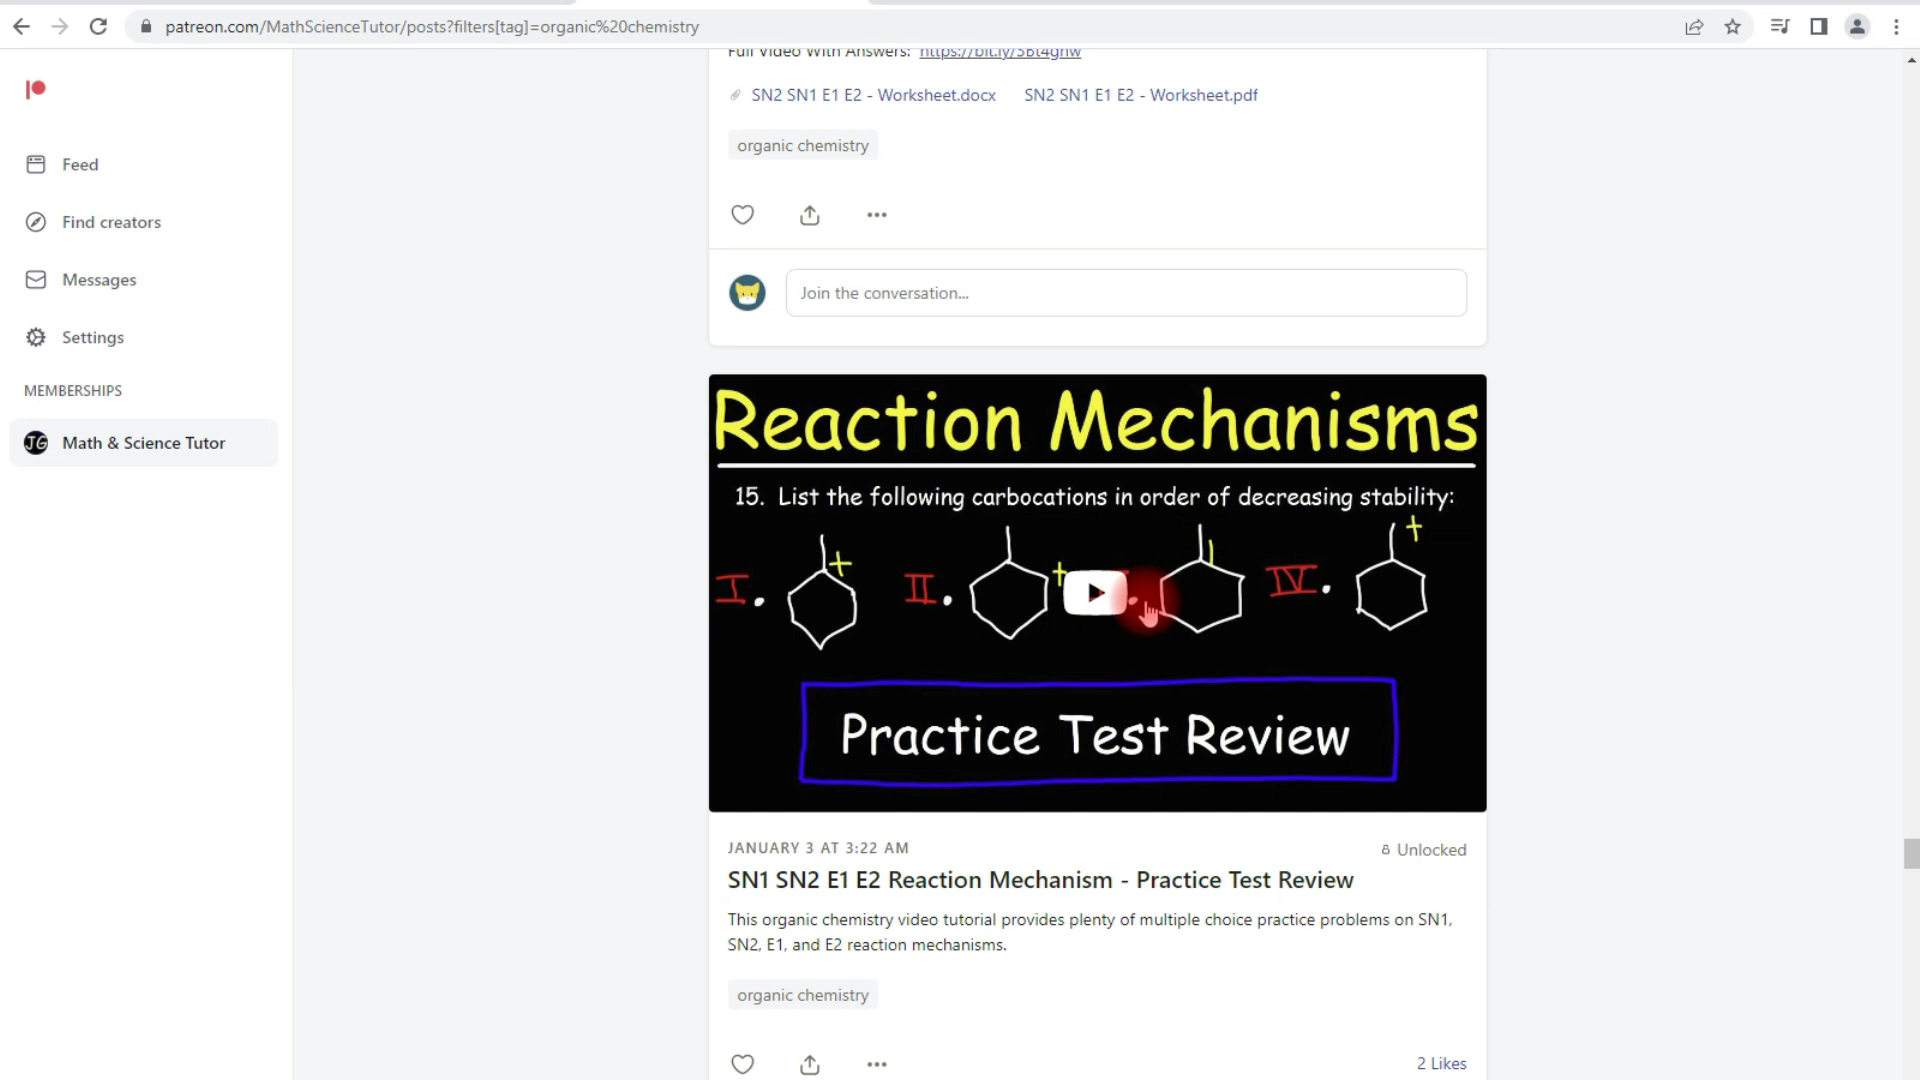 patreon.com/MathScienceTutor/posts?filters[tag]=organic%20chemistry
Feed
Find creators
Messages
Settings
MEMBERSHIPS
JG Math & Science Tutor
Full Video With Answers:
SN2 SN1 E1 E2 - Worksheet.docx SN2 SN1 E1 E2 - Worksheet.pdf
organic chemistry
Join the conversation...
Reaction Mechanisms
15. List the following carbocations in order of decreasing stability:
I. + II. + IV. +
Practice Test Review
JANUARY 3 AT 3:22 AM
Unlocked
SN1 SN2 E1 E2 Reaction Mechanism - Practice Test Review
This organic chemistry video tutorial provides plenty of multiple choice practice problems on SN1,
SN2, E1, and E2 reaction mechanisms.
organic chemistry
2 Likes